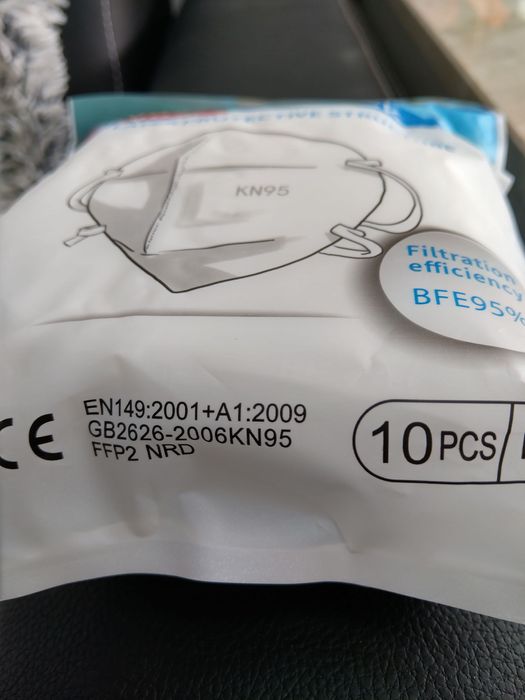 KN95
Filtration
efficiency
BFE95%
CE
EN149:2001+A1:2009
GB2626-2006KN95
FFP2 NRD
10PCS/